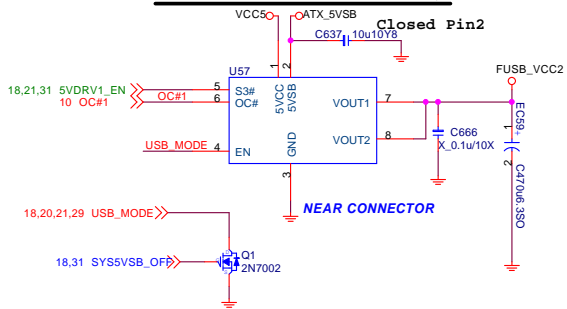 VCC5
ATX_5VSB
Closed Pin2
C637
10u10Y8
FUSB_VCC2
U57
1
2
18,21,31 5VDRV1_EN
5
S3#
5VCC
5VSB
VOUT1
7
10 OC#1
OC#1
6
OC#
EC59
+
1
USB_MODE
4
EN
GND
VOUT2
8
C666
X_0.1u/10X
2
C470u6.3SO
3
NEAR CONNECTOR
18,20,21,29 USB_MODE
18,31 SYS5VSB_OFF
Q1
2N7002